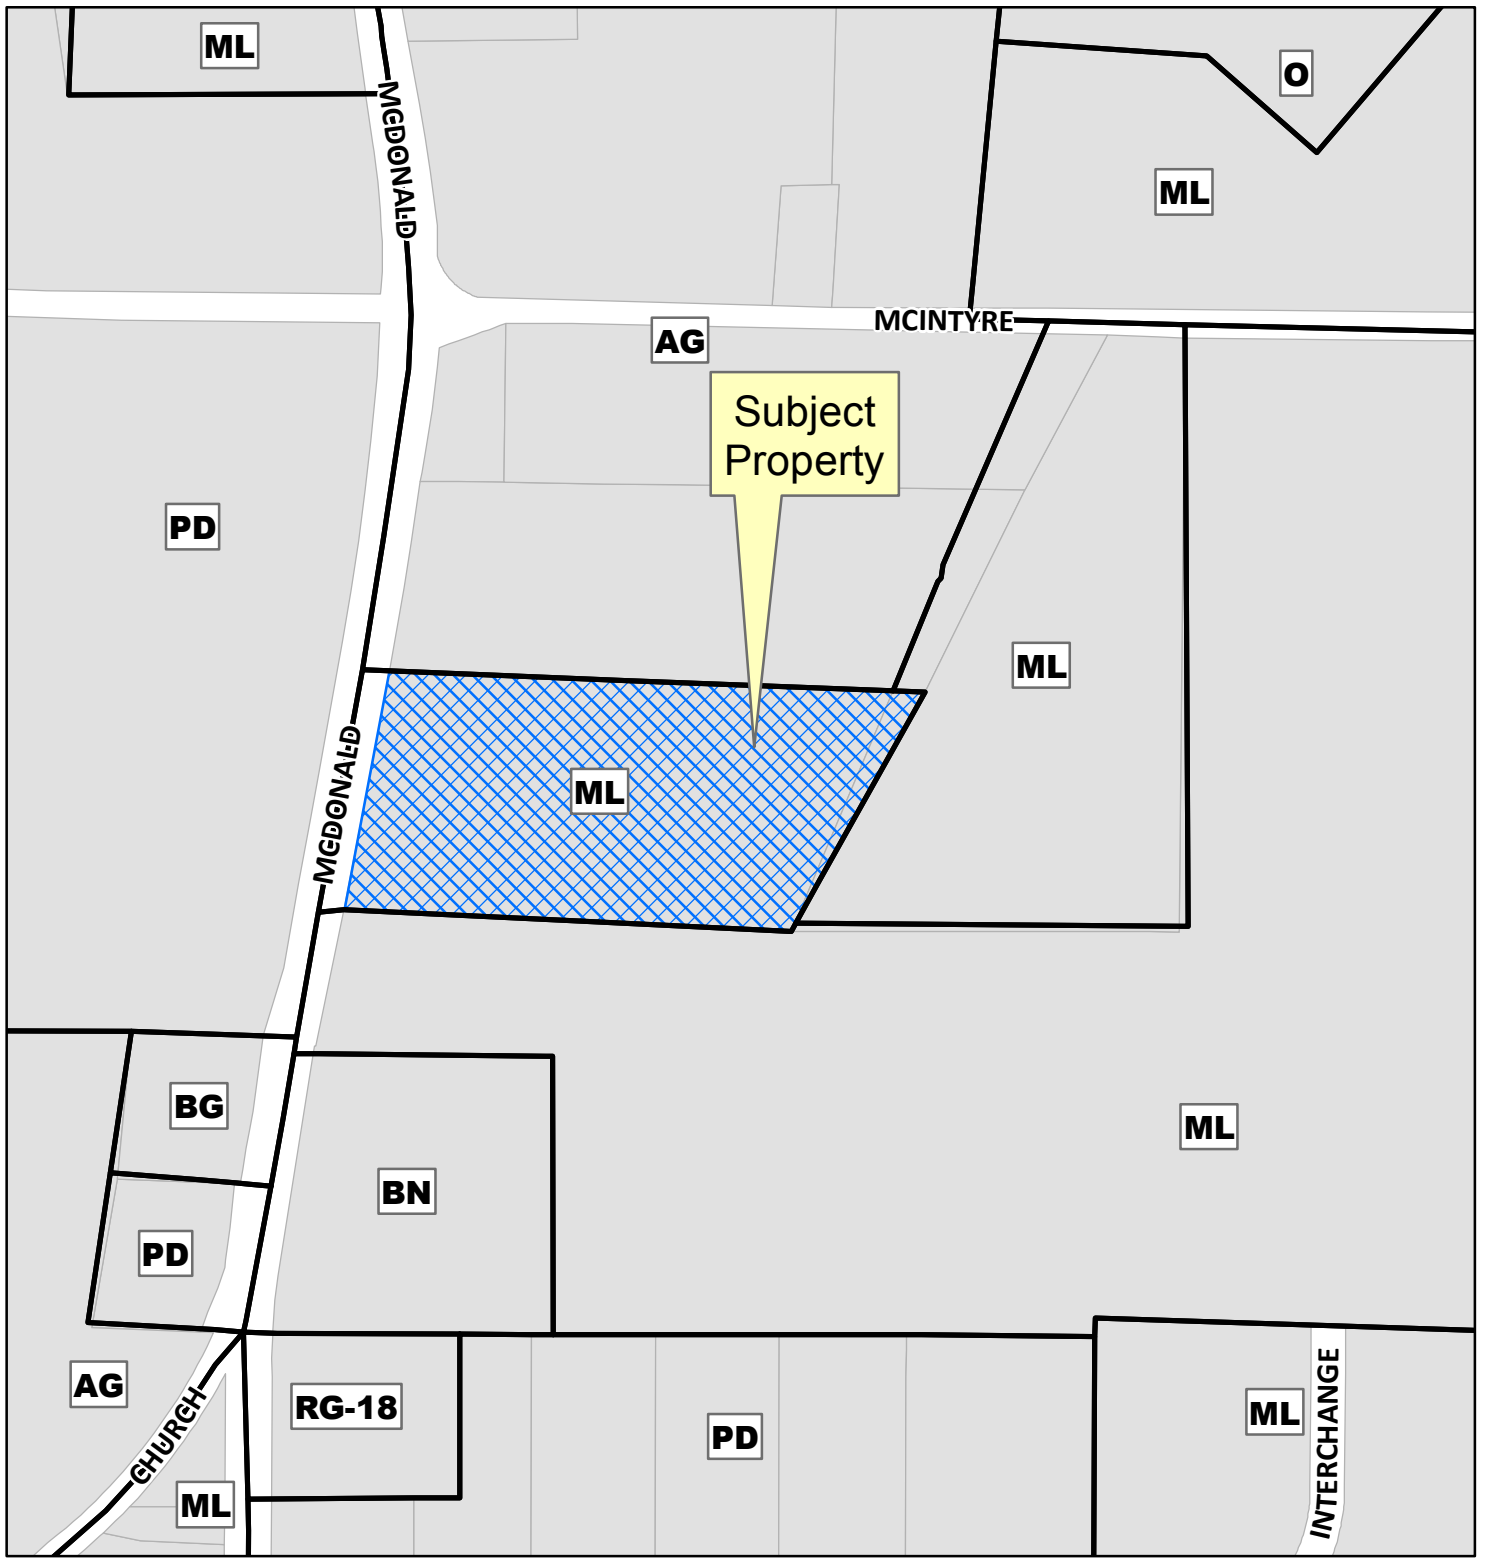 ML
O
MCDONALD
ML
MCINTYRE
AG
Subject
Property
PD
ML
MCDONALD
ML
BG
ML
BN
PD
AG
RG-18
CHURCH
PD
ML
INTERCHANGE
ML